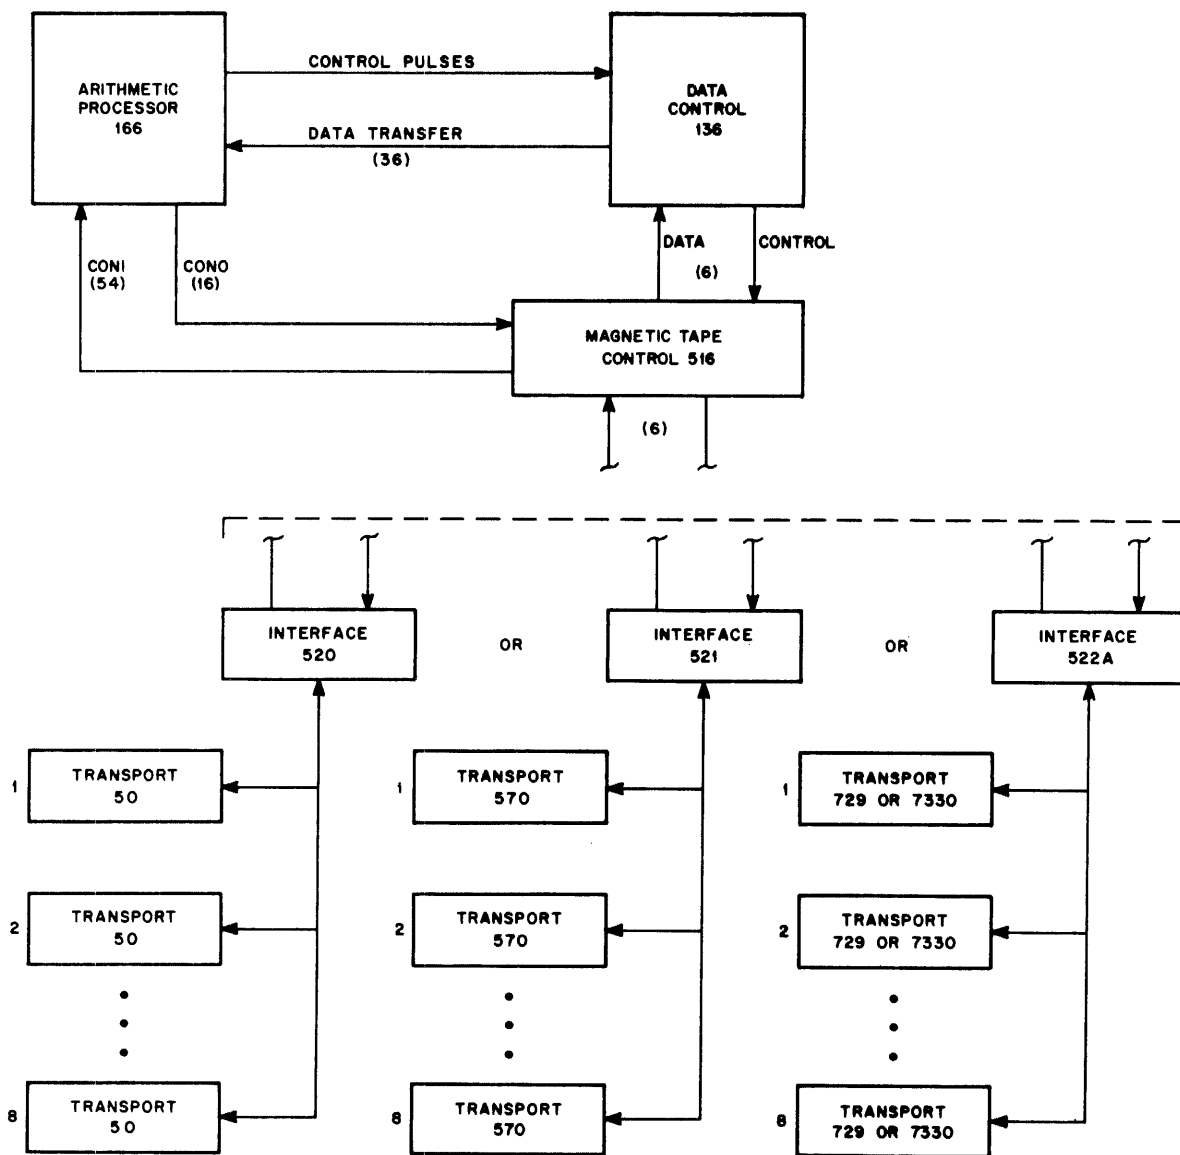 ARITHMETIC
PROCESSOR
166
CONTROL PULSES
DATA TRANSFER
(36)
DATA
CONTROL
136
CONI
(54)
CONO
(16)
DATA
(6)
CONTROL
MAGNETIC TAPE
CONTROL 516
(6)
INTERFACE
520
OR
INTERFACE
521
OR
INTERFACE
522A
1
TRANSPORT
50
1
TRANSPORT
570
1
TRANSPORT
729 OR 7330
2
TRANSPORT
50
2
TRANSPORT
570
2
TRANSPORT
729 OR 7330
8
TRANSPORT
50
8
TRANSPORT
570
8
TRANSPORT
729 OR 7330